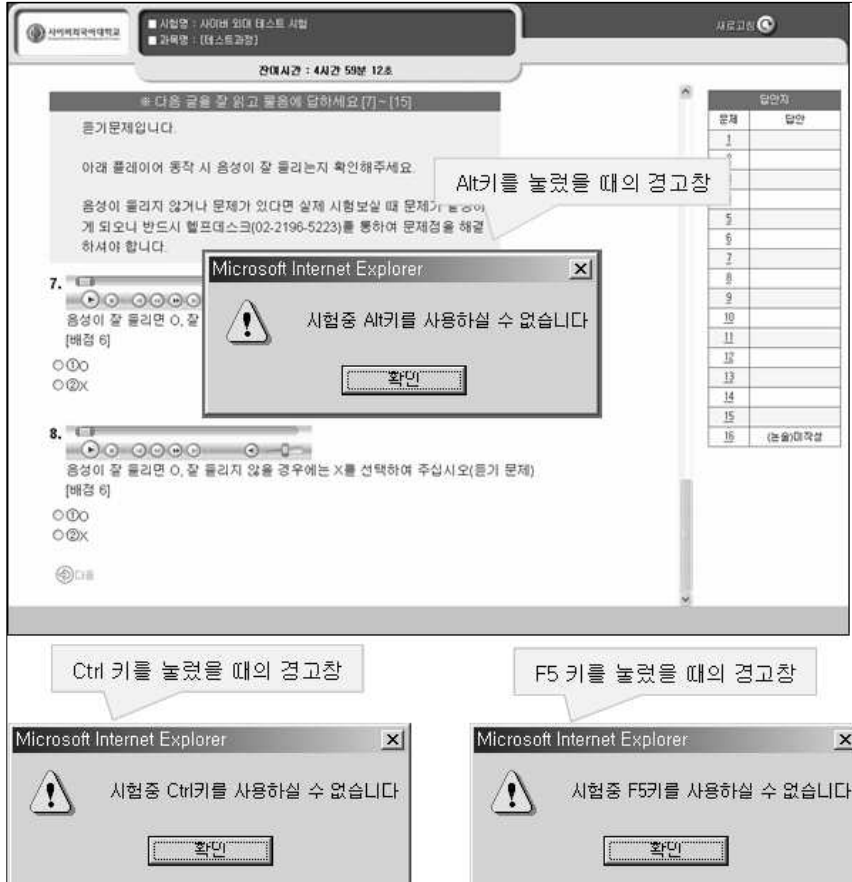 사이버외국어대학교
■ 시험명 : 사이버 외대 테스트 시험
■ 과목명 : [테스트과정]
새로고침
잔여시간 : 4시간 59분 12초
※ 다음 글을 잘 읽고 물음에 답하세요 [7] ~ [15]
듣기문제입니다.
아래 플레이어 동작 시 음성이 잘 들리는지 확인해주세요.
음성이 들리지 않거나 문제가 있다면 실제 시험보실 때 문제가
게 되오니 반드시 헬프데스크(02-2196-5223)를 통하여 문제점을 해결
하셔야 합니다.
Alt키를 눌렀을 때의 경고창
Microsoft Internet Explorer
시험중 Alt키를 사용하실 수 없습니다
확인
7.
음성이 잘 들리면 O, 잘
[배점 6]
①O
②X
8.
음성이 잘 들리면 O, 잘 들리지 않을 경우에는 X를 선택하여 주십시오(듣기 문제)
[배점 6]
①O
②X
다음
답안지
문제 답안
1
5
6
7
8
9
10
11
12
13
14
15
16 (논술)미작성
Ctrl 키를 눌렀을 때의 경고창
Microsoft Internet Explorer
시험중 Ctrl키를 사용하실 수 없습니다
확인
F5 키를 눌렀을 때의 경고창
Microsoft Internet Explorer
시험중 F5키를 사용하실 수 없습니다
확인